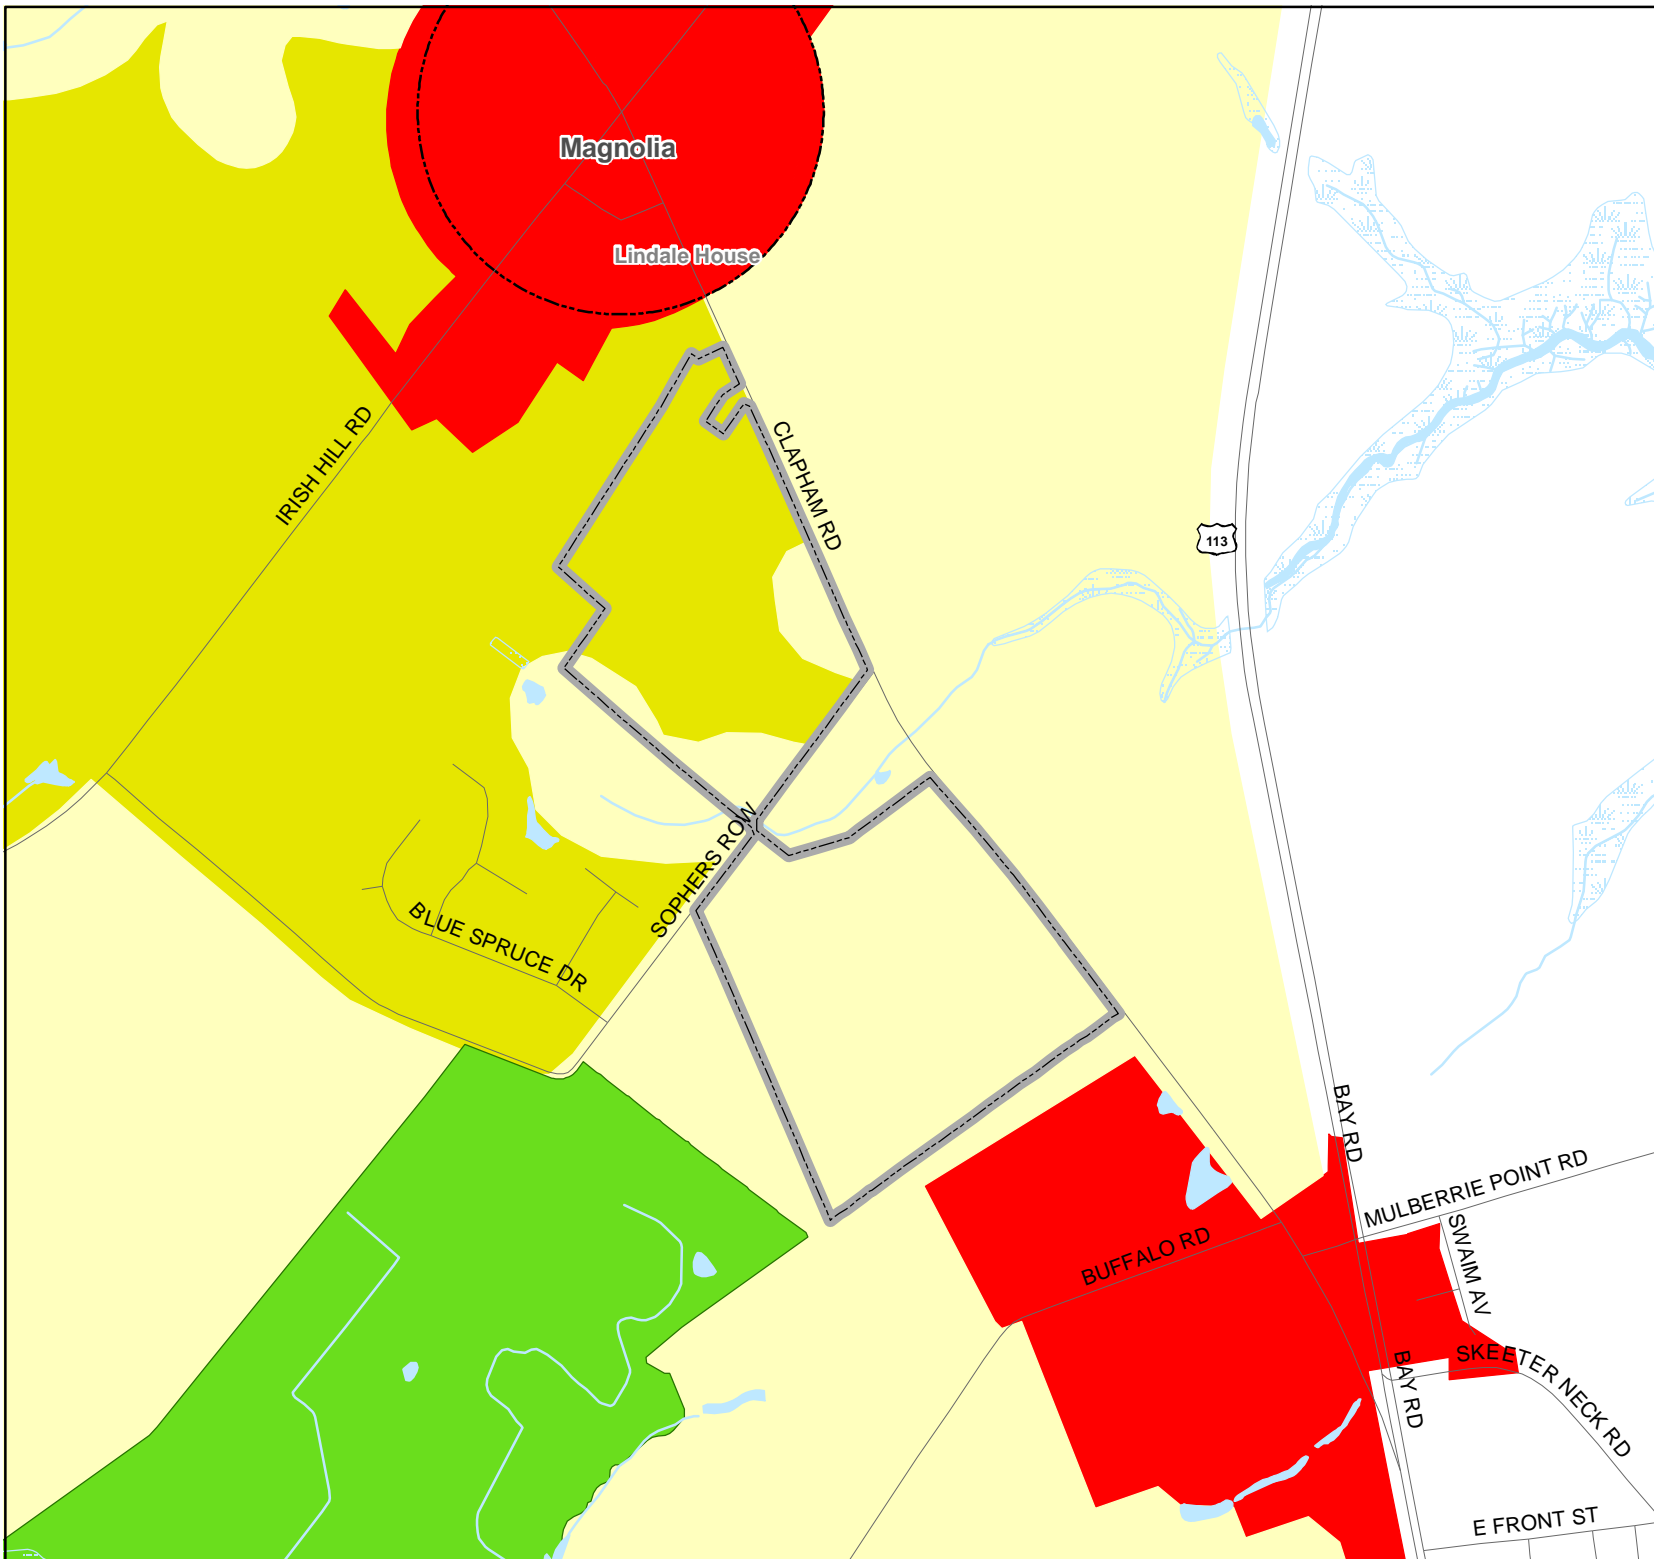 Magnolia
Lindale House
IRISH HILL RD
CLAPHAM RD
113
SOPHERS ROW
BLUE SPRUCE DR
BAY RD
MULBERRIE POINT RD
SWAIM AV
BUFFALO RD
SKEETER NECK RD
BAY RD
E FRONT ST